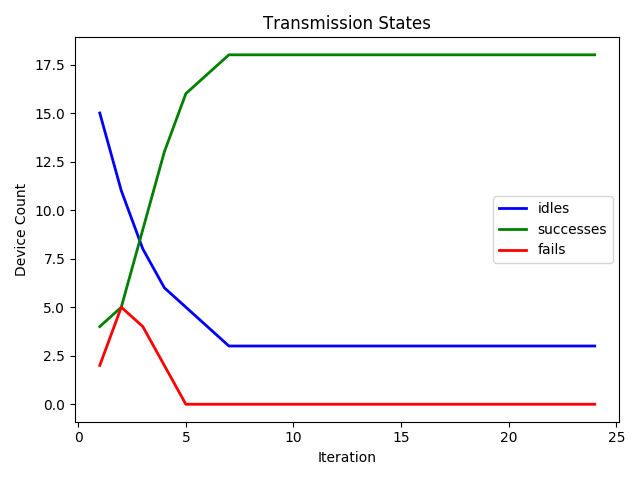 Transmission States
Device Count
17.5
15.0
12.5
10.0
7.5
5.0
2.5
0.0
idles
successes
fails
0 5 10 15 20 25
Iteration